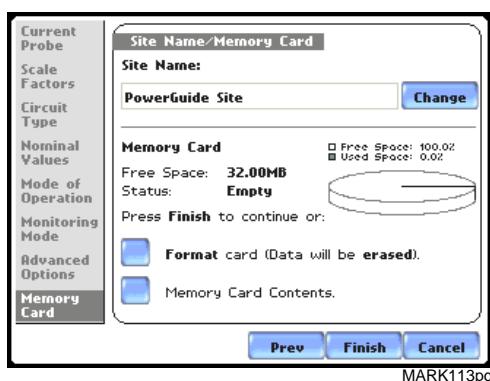 Current
Probe
Scale
Factors
Circuit
Type
Nominal
Values
Mode of
Operation
Monitoring
Mode
Advanced
Options
Memory
Card
Site Name/Memory Card
Site Name:
PowerGuide Site
Change
Memory Card
Free Space: 100.0%
Used Space: 0.0%
Free Space: 32.00MB
Status: Empty
Press Finish to continue or:
Format card (Data will be erased).
Memory Card Contents.
Prev Finish Cancel